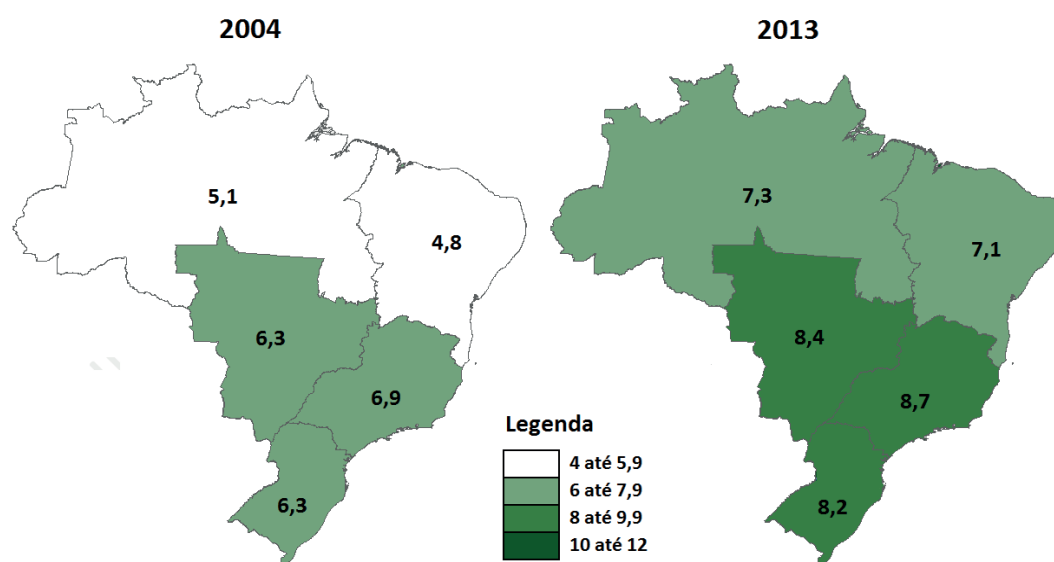 2004
2013
5,1
4,8
6,3
6,9
6,3
7,3
7,1
8,4
8,7
8,2
Legenda
4 até 5,9
6 até 7,9
8 até 9,9
10 até 12